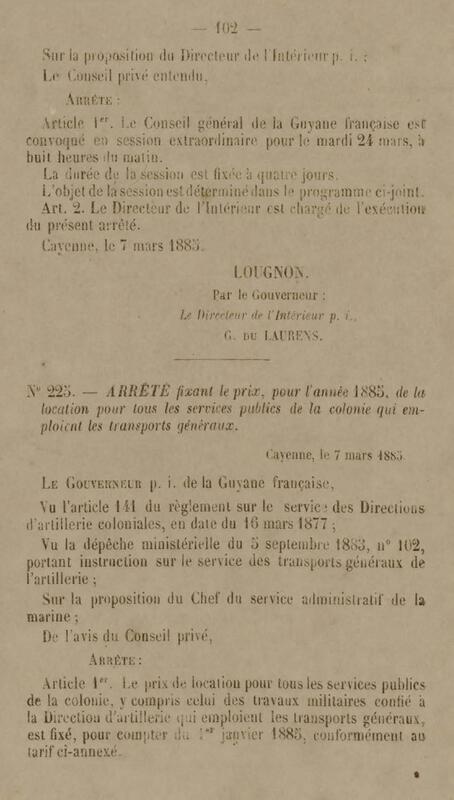 — 102 —
Sur la proposition du Directeur de l'Intérieur p. i. ;
Le Conseil privé entendu,
ARRÊTE :
Article 1er. Le Conseil général de la Guyane française est
convoqué en session extraordinaire pour le mardi 24 mars, à
huit heures du matin.
La durée de la session est fixée à quatre jours.
L'objet de la session est déterminé dans le programme ci-joint.
Art. 2. Le Directeur de l'Intérieur est chargé de l'exécution
du présent arrêté.
Cayenne, le 7 mars 1885.
LOUGNON.
Par le Gouverneur :
Le Directeur de l'Intérieur p. i.,
G. DU LAURENS.
N° 225. — ARRÊTÉ fixant le prix, pour l'année 1885, de la
location pour tous les services publics de la colonie qui em-
ploient les transports généraux.
Cayenne, le 7 mars 1885.
LE GOUVERNEUR p. i. de la Guyane française,
Vu l'article 141 du règlement sur le service des Directions
d'artillerie coloniales, en date du 16 mars 1877 ;
Vu la dépêche ministérielle du 5 septembre 1883, n° 102,
portant instruction sur le service des transports généraux de
l'artillerie ;
Sur la proposition du Chef du service administratif de la
marine ;
De l'avis du Conseil privé,
ARRÊTE :
Article 1er. Le prix de location pour tous les services publics
de la colonie, y compris celui des travaux militaires confié à
la Direction d'artillerie qui emploient les transports généraux,
est fixé, pour compter du 1er janvier 1885, conformément au
tarif ci-annexé.